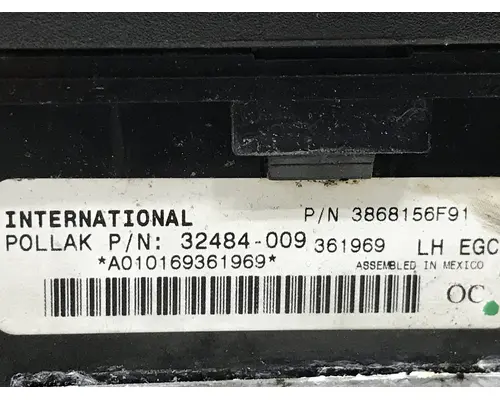 INTERNATIONAL P/N 3868156F91
POLLAK P/N: 32484-009 361969 LH EGC
*A010169361969* ASSEMBLED IN MEXICO
OC